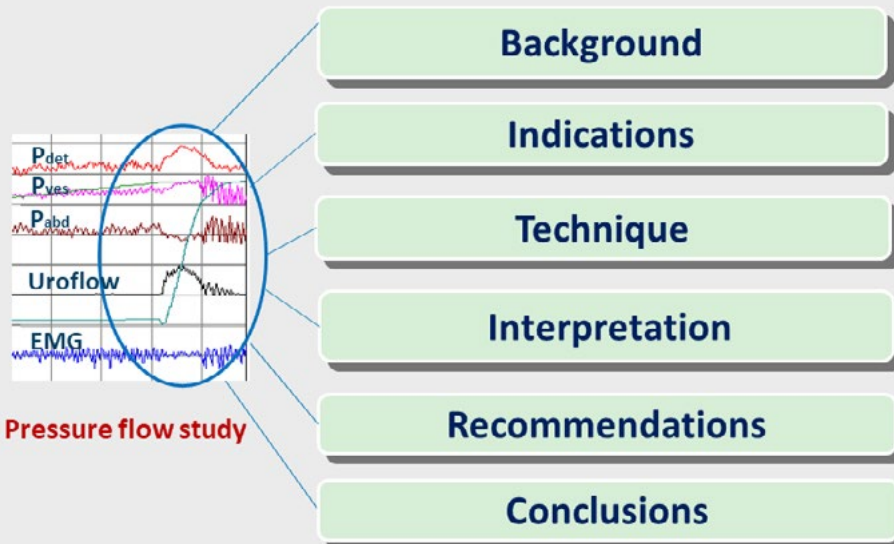 Background
Indications
Technique
Interpretation
Recommendations
Conclusions
Pdet
Pves
Pabd
Uroflow
EMG
Pressure flow study